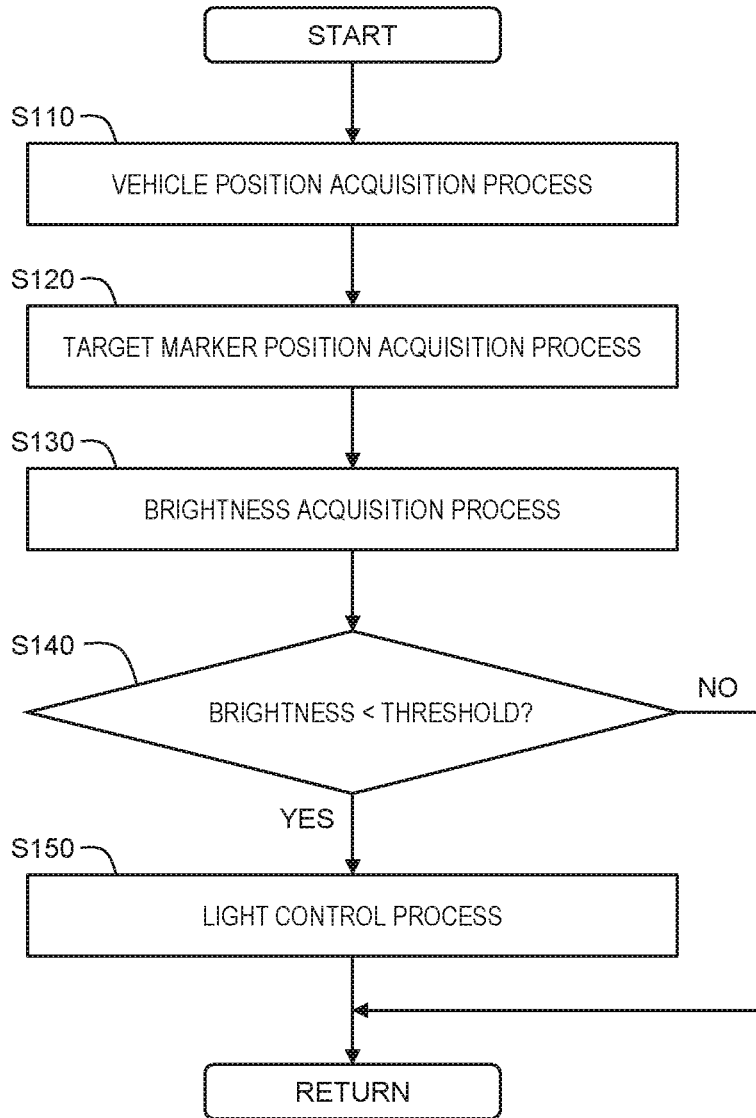 START
S110
VEHICLE POSITION ACQUISITION PROCESS
S120
TARGET MARKER POSITION ACQUISITION PROCESS
S130
BRIGHTNESS ACQUISITION PROCESS
S140
BRIGHTNESS < THRESHOLD?
NO
YES
S150
LIGHT CONTROL PROCESS
RETURN